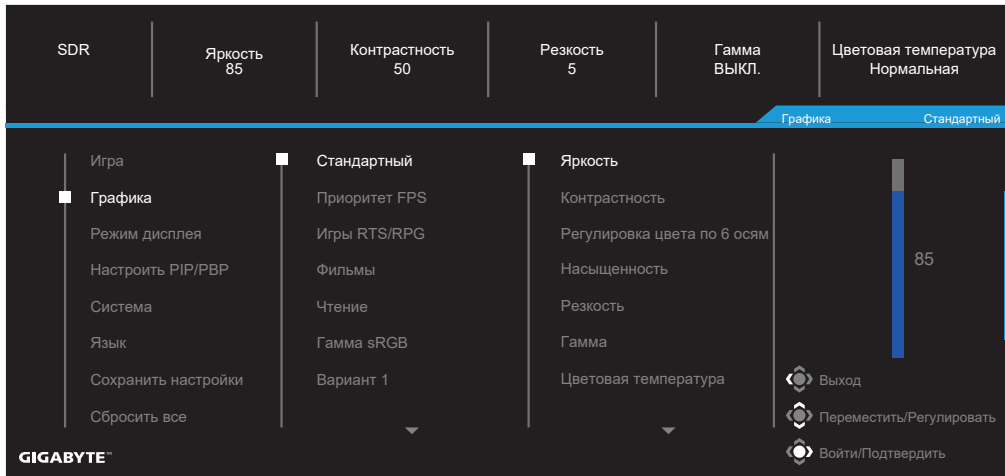 SDR
Яркость
85
Контрастность
50
Резкость
5
Гамма
ВЫКЛ.
Цветовая температура
Нормальная
Графика Стандартный
Игра
Графика
Режим дисплея
Настроить PIP/PBP
Система
Язык
Сохранить настройки
Сбросить все
Стандартный
Приоритет FPS
Игры RTS/RPG
Фильмы
Чтение
Гамма sRGB
Вариант 1
Яркость
Контрастность
Регулировка цвета по 6 осям
Насыщенность
Резкость
Гамма
Цветовая температура
85
Выход
Переместить/Регулировать
Войти/Подтвердить
GIGABYTE™